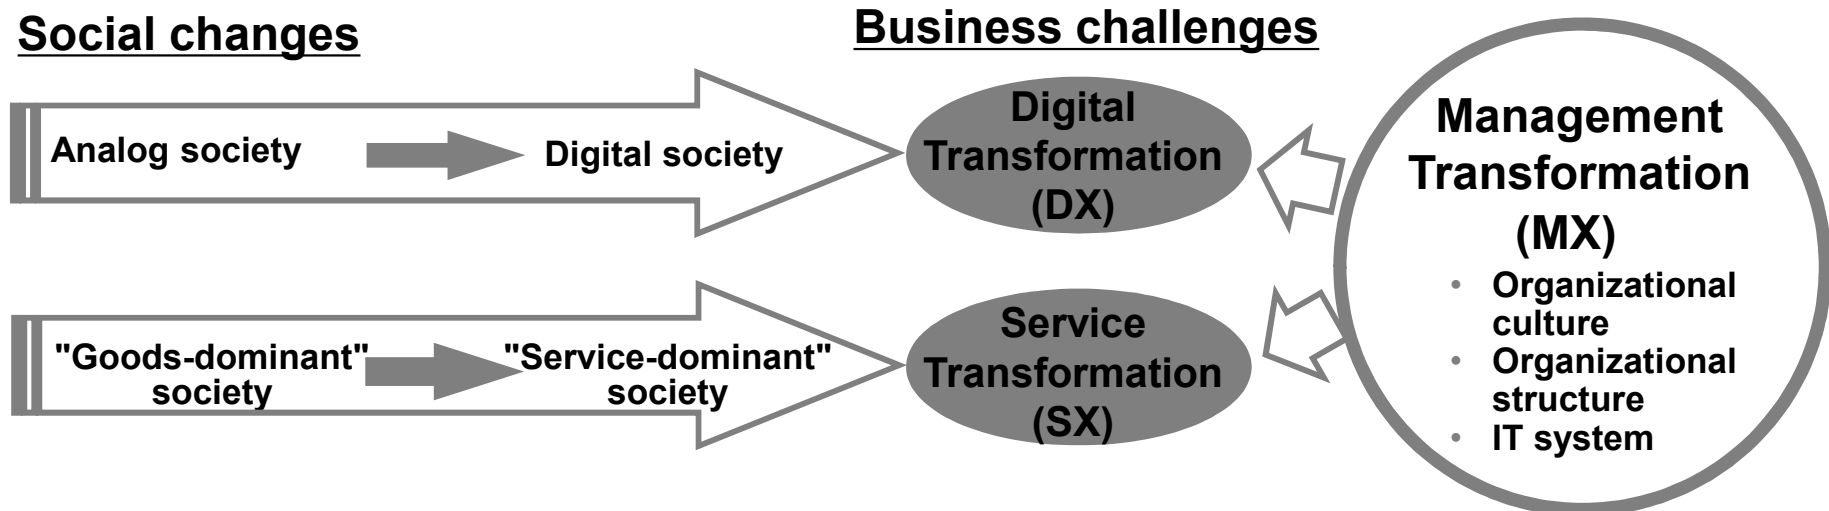 Social changes
Business challenges
Analog society
Digital society
Digital
Transformation
(DX)
"Goods-dominant"
society
"Service-dominant"
society
Service
Transformation
(SX)
Management
Transformation
(MX)
• Organizational
culture
• Organizational
structure
• IT system